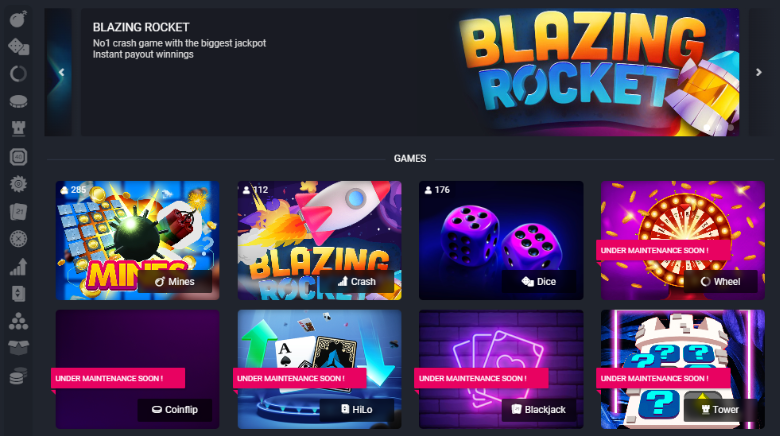 BLAZING ROCKET
No1 crash game with the biggest jackpot
Instant payout winnings
BLAZING
ROCKET
GAMES
285
112
176
MINES
BLAZING
ROCKET
UNDER MAINTENANCE SOON !
Mines
Crash
Dice
Wheel
A
UNDER MAINTENANCE SOON !
UNDER MAINTENANCE SOON !
UNDER MAINTENANCE SOON !
UNDER MAINTENANCE SOON !
? ?
? ?
?
Coinflip
HiLo
Blackjack
Tower